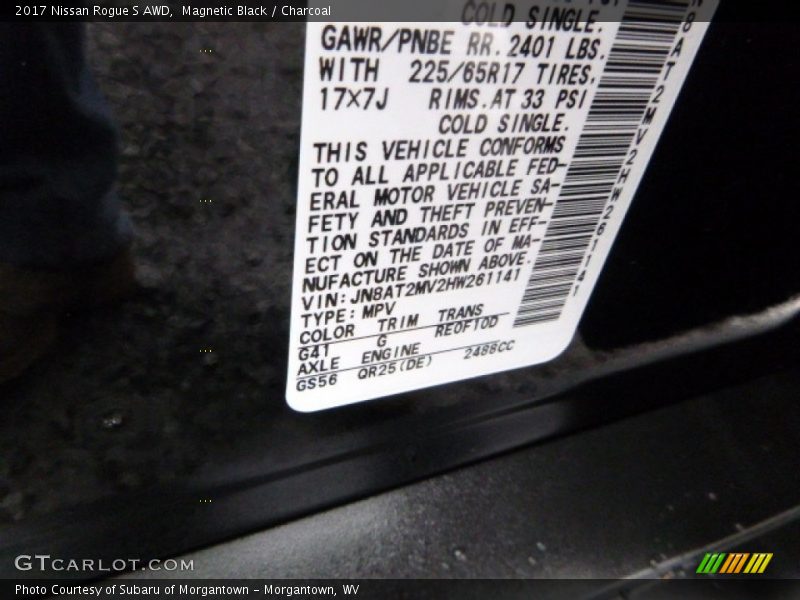 2017 Nissan Rogue S AWD, Magnetic Black / Charcoal
COLD SINGLE.
GAWR/PNBE RR. 2401 LBS.
WITH 225/65R17 TIRES,
17×7J RIMS.AT 33 PSI
COLD SINGLE.
THIS VEHICLE CONFORMS
TO ALL APPLICABLE FED-
ERAL MOTOR VEHICLE SA-
FETY AND THEFT PREVEN-
TION STANDARDS IN EFF-
ECT ON THE DATE OF MA-
NUFACTURE SHOWN ABOVE.
VIN: JN8AT2MV2HW261141
TYPE: MPV
COLOR TRIM TRANS
G41 G RE0F10D
AXLE ENGINE
GS56 QR25(DE) 2488CC
N8AT2MV2HW261141
GTCARLOT.COM
Photo Courtesy of Subaru of Morgantown - Morgantown, WV